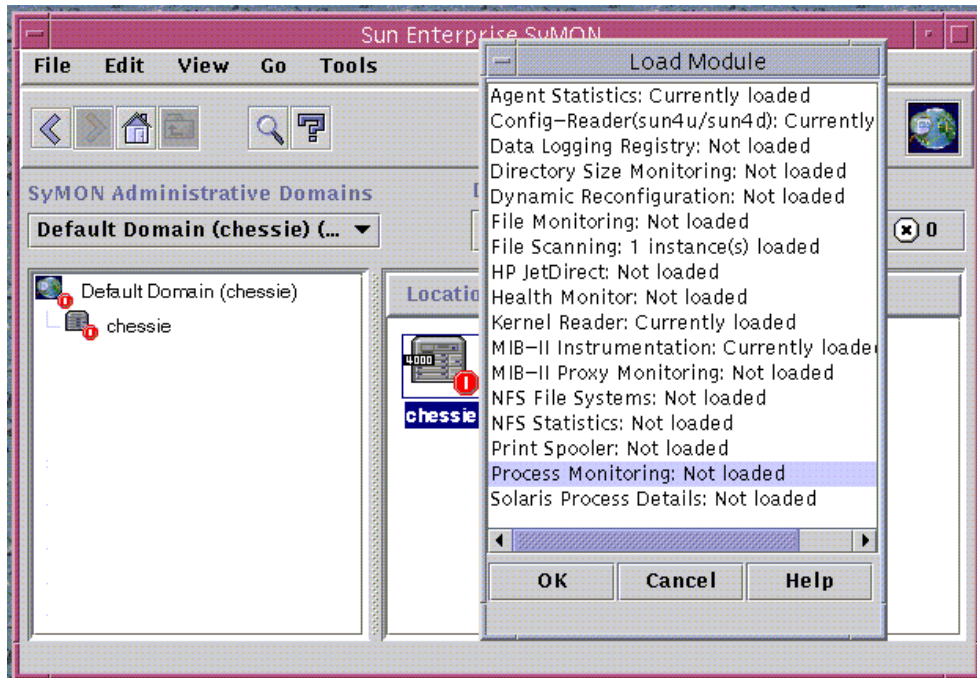 Sun Enterprise SyMON
File Edit View Go Tools
Load Module
Agent Statistics: Currently loaded
Config-Reader(sun4u/sun4d): Currently
Data Logging Registry: Not loaded
Directory Size Monitoring: Not loaded
Dynamic Reconfiguration: Not loaded
File Monitoring: Not loaded
File Scanning: 1 instance(s) loaded
HP JetDirect: Not loaded
Health Monitor: Not loaded
Kernel Reader: Currently loaded
MIB-II Instrumentation: Currently loade
MIB-II Proxy Monitoring: Not loaded
NFS File Systems: Not loaded
NFS Statistics: Not loaded
Print Spooler: Not loaded
Process Monitoring: Not loaded
Solaris Process Details: Not loaded
OK Cancel Help
SyMON Administrative Domains
Default Domain (chessie) (...
0
Default Domain (chessie)
chessie
Locatio
4000
chessie